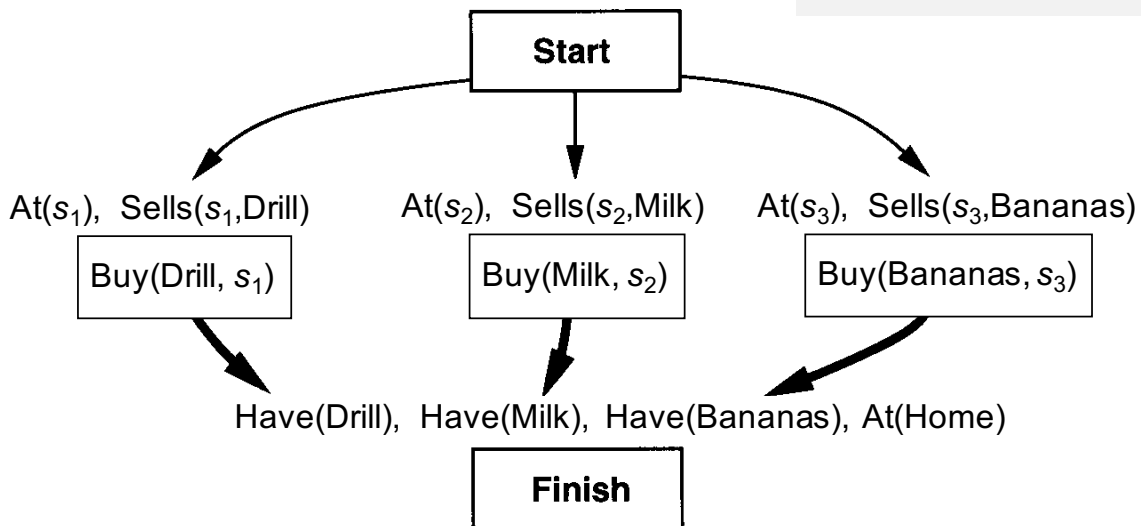 Start
At(s₁), Sells(s₁,Drill) At(s₂), Sells(s₂,Milk) At(s₃), Sells(s₃,Bananas)
Buy(Drill, s₁) Buy(Milk, s₂) Buy(Bananas, s₃)
Have(Drill), Have(Milk), Have(Bananas), At(Home)
Finish